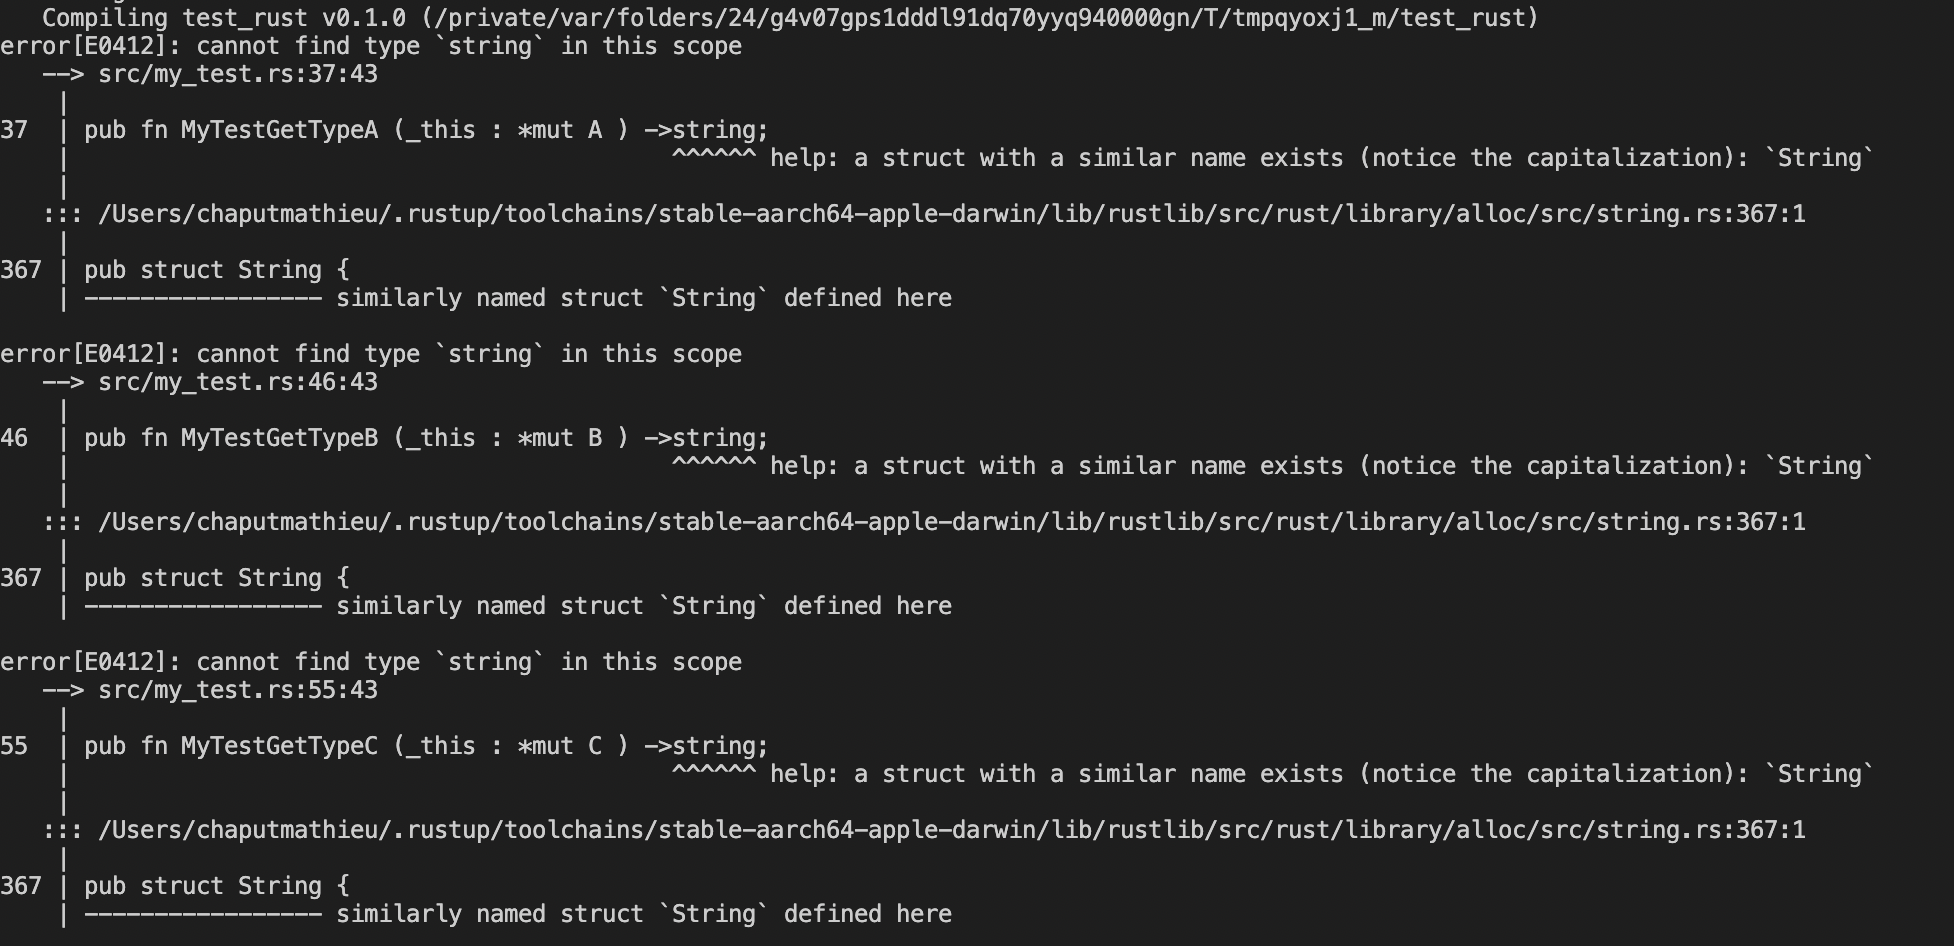 Compiling test_rust v0.1.0 (/private/var/folders/24/g4v07gps1dddl91dq70yyq940000gn/T/tmpqyoxj1_m/test_rust)
error[E0412]: cannot find type `string` in this scope
--> src/my_test.rs:37:43
|
37 | pub fn MyTestGetTypeA (_this : *mut A ) ->string;
| ^^^^^^ help: a struct with a similar name exists (notice the capitalization): `String`
|
::: /Users/chaputmathieu/.rustup/toolchains/stable-aarch64-apple-darwin/lib/rustlib/src/rust/library/alloc/src/string.rs:367:1
|
367 | pub struct String {
| ----------------- similarly named struct `String` defined here
error[E0412]: cannot find type `string` in this scope
--> src/my_test.rs:46:43
|
46 | pub fn MyTestGetTypeB (_this : *mut B ) ->string;
| ^^^^^^ help: a struct with a similar name exists (notice the capitalization): `String`
|
::: /Users/chaputmathieu/.rustup/toolchains/stable-aarch64-apple-darwin/lib/rustlib/src/rust/library/alloc/src/string.rs:367:1
|
367 | pub struct String {
| ----------------- similarly named struct `String` defined here
error[E0412]: cannot find type `string` in this scope
--> src/my_test.rs:55:43
|
55 | pub fn MyTestGetTypeC (_this : *mut C ) ->string;
| ^^^^^^ help: a struct with a similar name exists (notice the capitalization): `String`
|
::: /Users/chaputmathieu/.rustup/toolchains/stable-aarch64-apple-darwin/lib/rustlib/src/rust/library/alloc/src/string.rs:367:1
|
367 | pub struct String {
| ----------------- similarly named struct `String` defined here